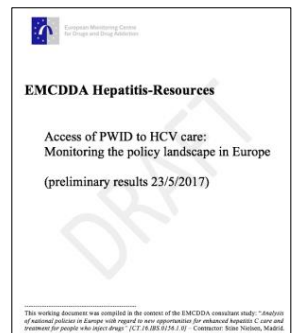 European Monitoring Centre
for Drugs and Drug Addiction
EMCDDA Hepatitis-Resources
Access of PWID to HCV care:
Monitoring the policy landscape in Europe
(preliminary results 23/5/2017)
DRAFT
This working document was compiled in the context of the EMCDDA consultant study: "Analysis
of national policies in Europe with regard to new opportunities for enhanced hepatitis C care and
treatment for people who inject drugs" [CT.16.IBS.0156.1.0] – Contractor: Stine Nielsen, Madrid.